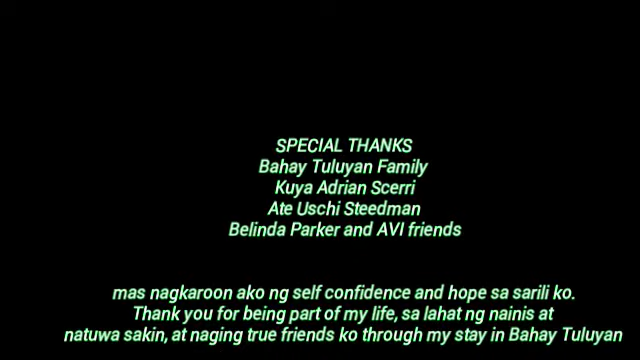 SPECIAL THANKS
Bahay Tuluyan Family
Kuya Adrian Scerri
Ate Uschi Steedman
Belinda Parker and AVI friends
mas nagkaroon ako ng self confidence and hope sa sarili ko.
Thank you for being part of my life, sa lahat ng nainis at
natuwa sakin, at naging true friends ko through my stay in Bahay Tuluyan